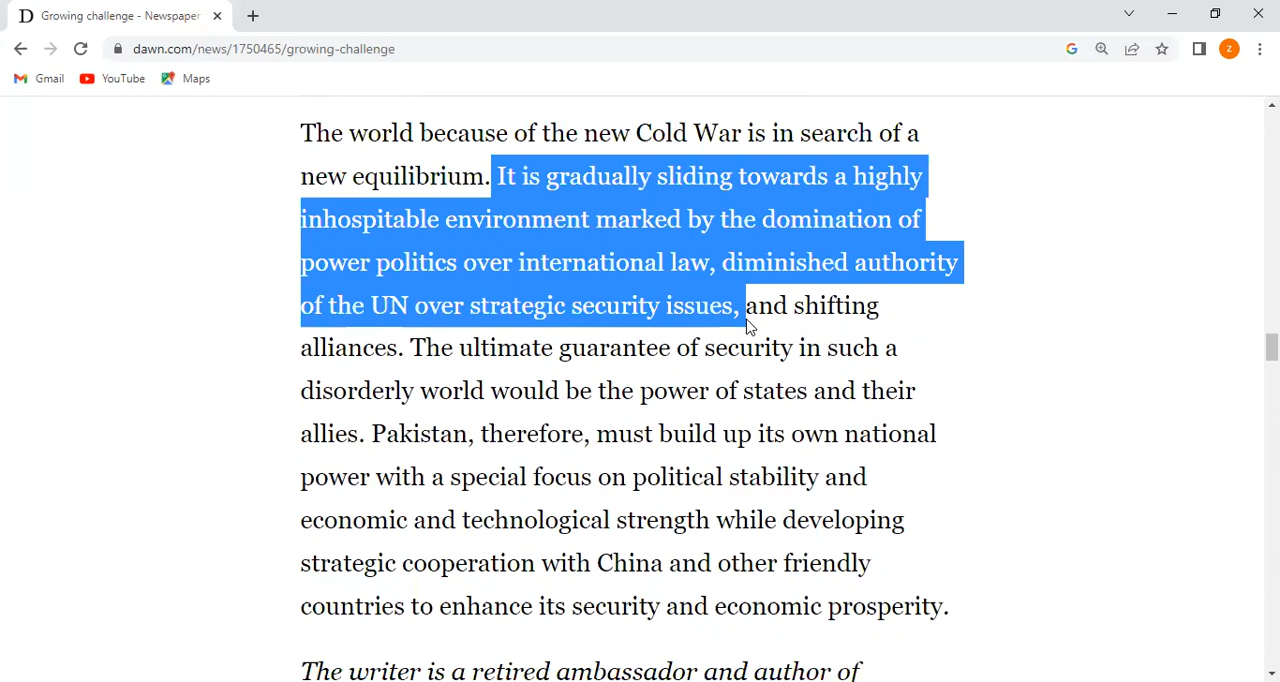 D Growing challenge - Newspaper
dawn.com/news/1750465/growing-challenge
G
Z
Gmail YouTube Maps
The world because of the new Cold War is in search of a
new equilibrium. It is gradually sliding towards a highly
inhospitable environment marked by the domination of
power politics over international law, diminished authority
of the UN over strategic security issues, and shifting
alliances. The ultimate guarantee of security in such a
disorderly world would be the power of states and their
allies. Pakistan, therefore, must build up its own national
power with a special focus on political stability and
economic and technological strength while developing
strategic cooperation with China and other friendly
countries to enhance its security and economic prosperity.
The writer is a retired ambassador and author of